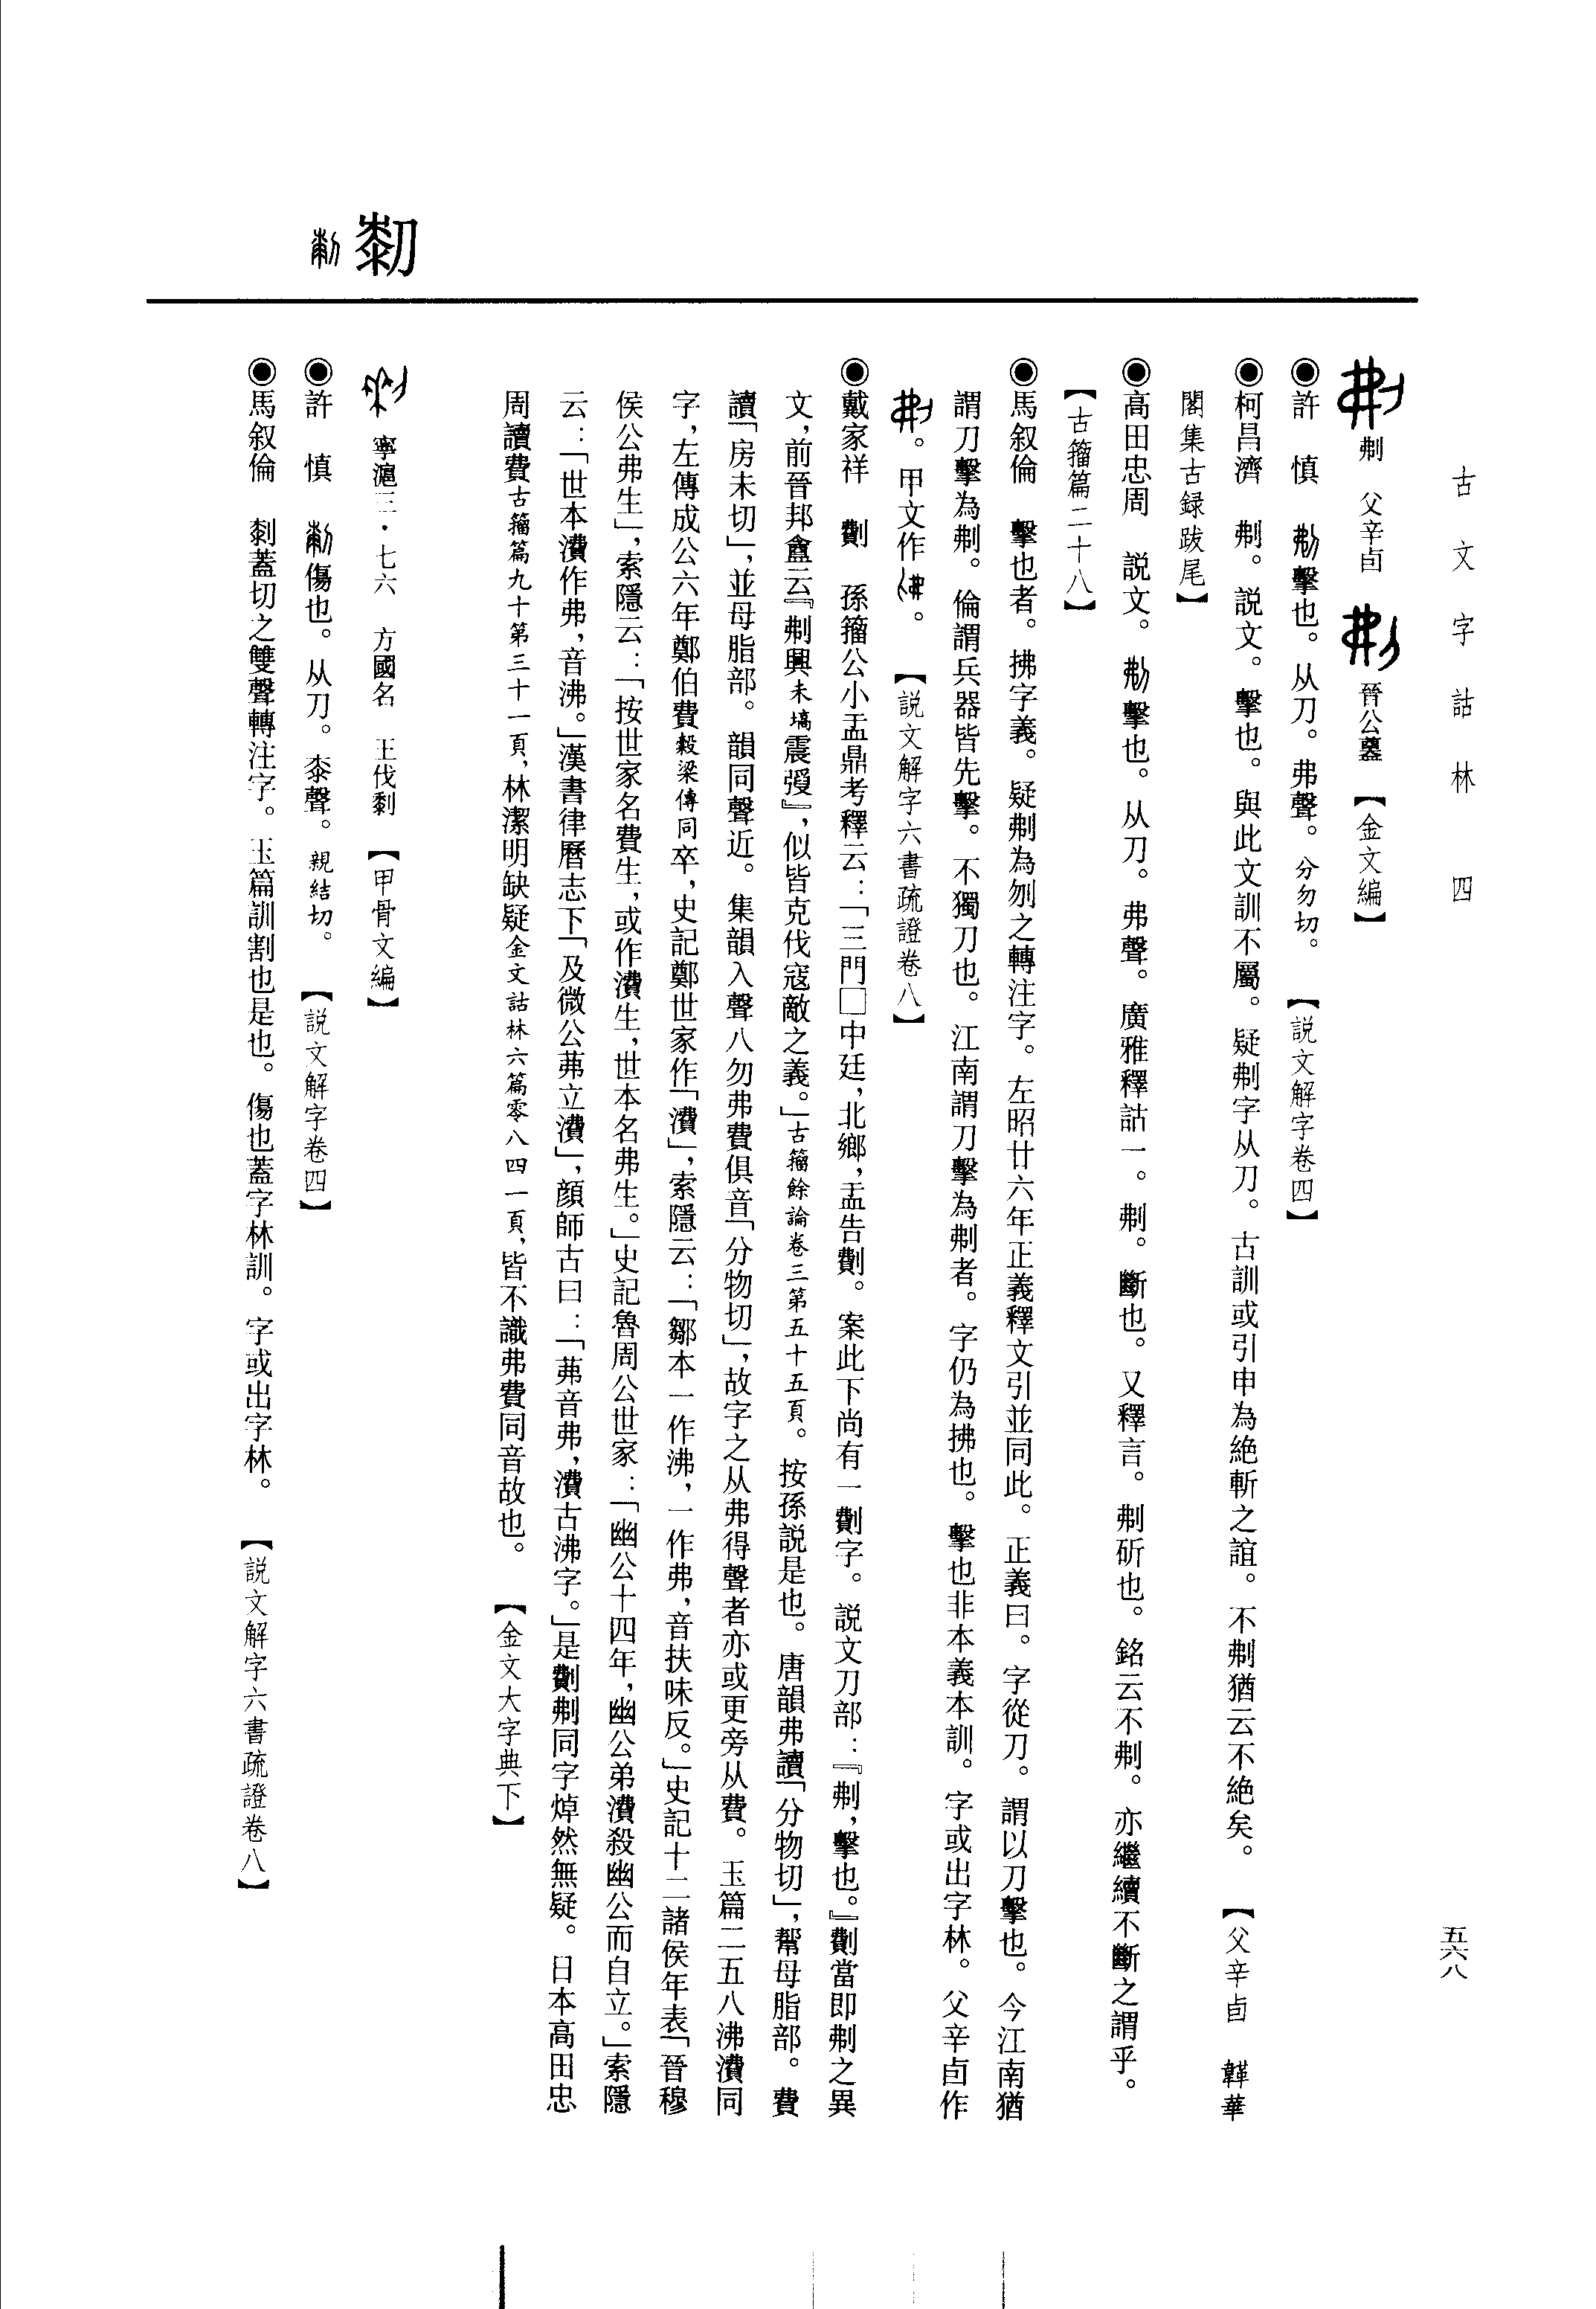 古文字詁林 四
五六八
刜 父辛卣 晉公𥂴 【金文編】
◉許 慎 刜擊也。从刀。弗聲。分勿切。 【説文解字卷四】
◉柯昌濟 刜。説文。擊也。與此文訓不屬。疑刜字从刀。古訓或引申為絶斬之誼。不刜猶云不絶矣。 【父辛卣 韡華
閣集古録跋尾】
◉高田忠周 説文。刜擊也。从刀。弗聲。廣雅釋詁一。刜。斷也。又釋言。刜斫也。銘云不刜。亦繼續不斷之謂乎。
【古籀篇二十八】
◉馬叙倫 擊也者。拂字義。疑刜為刎之轉注字。左昭廿六年正義釋文引並同此。正義曰。字從刀。謂以刀擊也。今江南猶
謂刀擊為刜。倫謂兵器皆先擊。不獨刀也。江南謂刀擊為刜者。字仍為拂也。擊也非本義本訓。字或出字林。父辛卣作
。甲文作。 【説文解字六書疏證卷八】
◉戴家祥 𠠩 孫籀公小盂鼎考釋云：「三門□中廷，北鄉，盂告𠠩。案此下尚有一𠠩字。説文刀部：『刜，擊也。』𠠩當即刜之異
文，前晉邦盦云『刜興未塙震㝅』，似皆克伐寇敵之義。」古籀餘論卷三第五十五頁。按孫説是也。唐韻弗讀「分物切」，幫母脂部。費
讀「房未切」，並母脂部。韻同聲近。集韻入聲八勿弗費俱音「分物切」，故字之从弗得聲者亦或更旁从費。玉篇二五八沸濆同
字，左傳成公六年鄭伯費穀梁傳同卒，史記鄭世家作「濆」，索隱云：「鄒本一作沸，一作弗，音扶味反。」史記十二諸侯年表「晉穆
侯公弗生」，索隱云：「按世家名費生，或作濆生，世本名弗生。」史記魯周公世家：「幽公十四年，幽公弟濆殺幽公而自立。」索隱
云：「世本濆作弗，音沸。」漢書律曆志下「及微公茀立濆」，顔師古曰：「茀音弗，濆古沸字。」是𠠩刜同字焯然無疑。日本高田忠
周讀費古籀篇九十第三十一頁，林潔明缺疑金文詁林六篇零八四一頁，皆不識弗費同音故也。 【金文大字典下】
㓼
寧滬三·七六 方國名 王伐㓼 【甲骨文編】
◉許 慎 㓼傷也。从刀。桼聲。親結切。 【説文解字卷四】
◉馬叙倫 㓼蓋切之雙聲轉注字。玉篇訓割也是也。傷也蓋字林訓。字或出字林。 【説文解字六書疏證卷八】